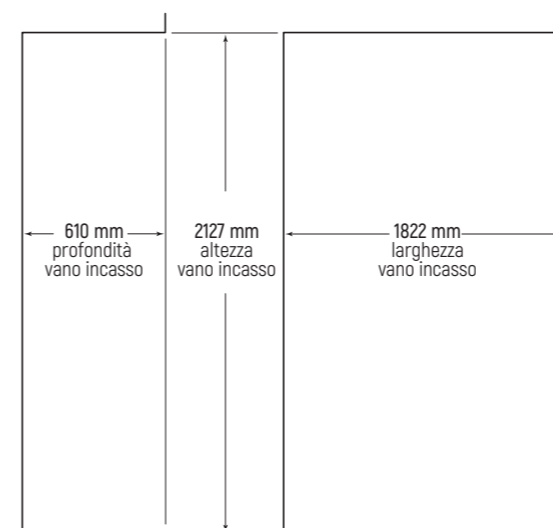 610 mm
profondità
vano incasso
2127 mm
altezza
vano incasso
1822 mm
larghezza
vano incasso